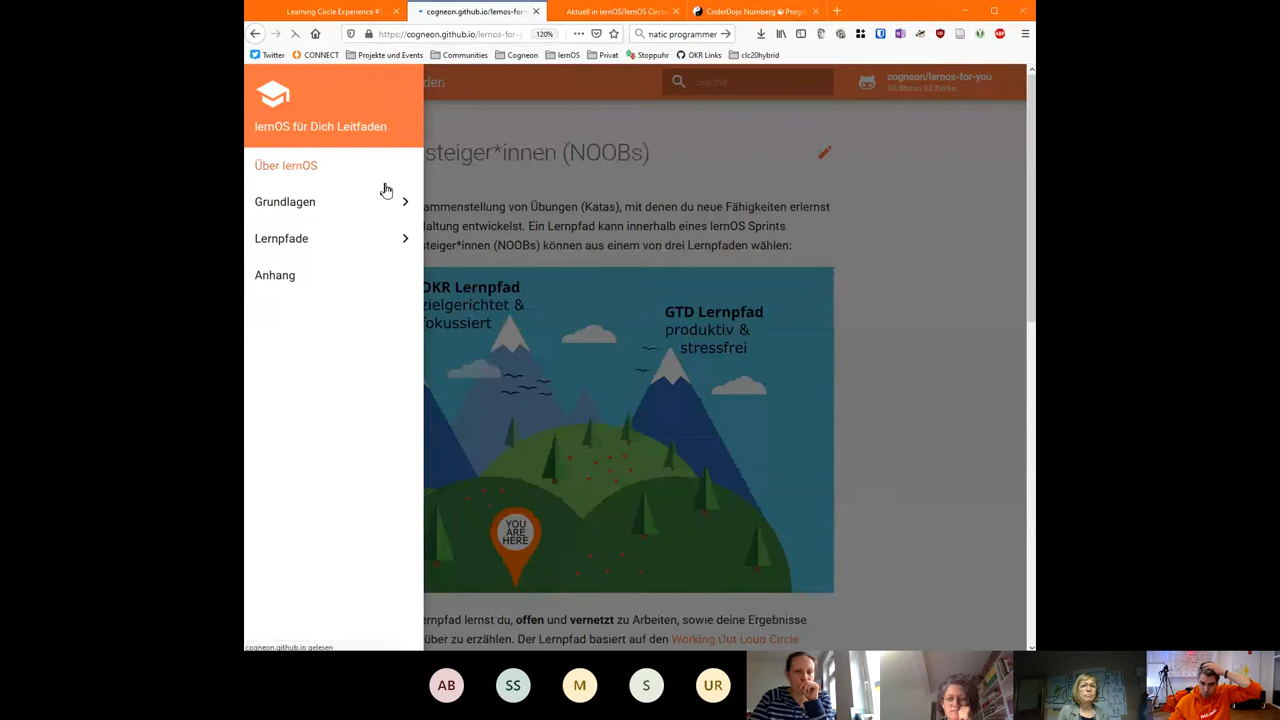 Learning Circle Experience #1
cogneon.github.io/lernos-for-
Aktuell in lernOS/lernOS Circle
CoderDojo Nürnberg
https://cogneon.github.io/lernos-for-y
120%
matic programmer
Twitter CONNECT Projekte und Events Communities Cogneon lernOS Privat Stoppuhr OKR Links clc20hybrid
lernOS für Dich Leitfaden
Über lernOS
Grundlagen
Lernpfade
Anhang
den
Suche
cogneon/lernos-for-you
steiger*innen (NOOBs)
ammenstellung von Übungen (Katas), mit denen du neue Fähigkeiten erlernst
altung entwickelst. Ein Lernpfad kann innerhalb eines lernOS Sprints
steiger*innen (NOOBs) können aus einem von drei Lernpfaden wählen:
OKR Lernpfad
zielgerichtet &
fokussiert
GTD Lernpfad
produktiv &
stressfrei
YOU
ARE
HERE
ernpfad lernst du, offen und vernetzt zu Arbeiten, sowie deine Ergebnisse
über zu erzählen. Der Lernpfad basiert auf den Working Out Loud Circle
cogneon.github.io gelesen
AB
SS
M
S
UR